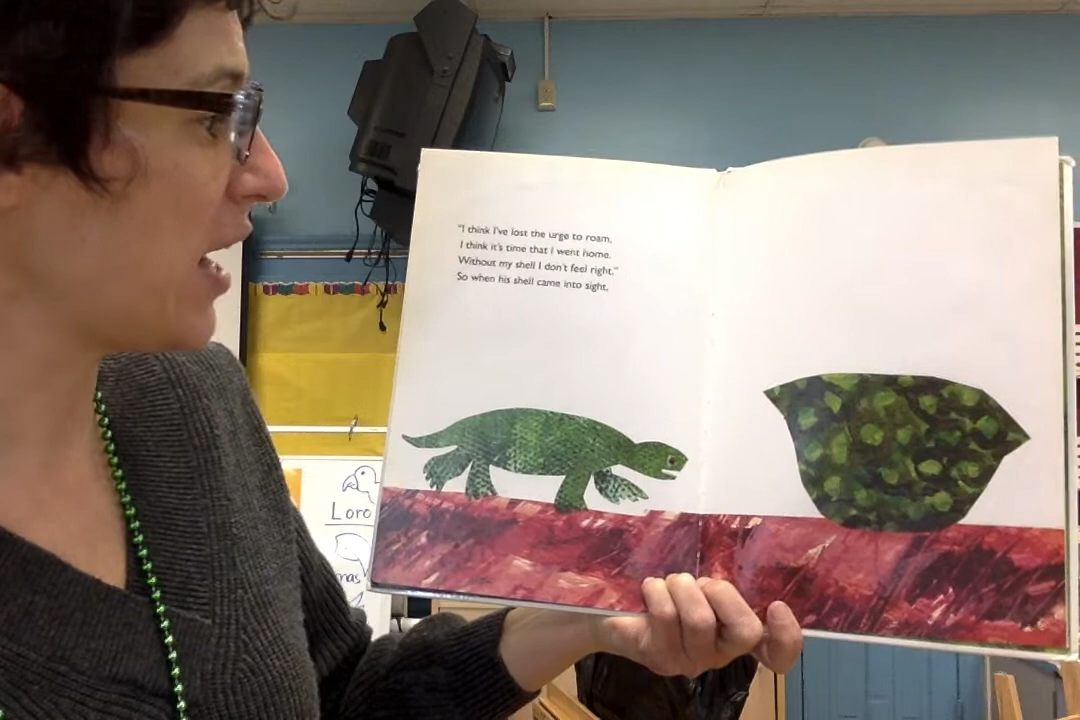 "I think I've lost the urge to roam.
I think it's time that I went home.
Without my shell I don't feel right."
So when his shell came into sight,
Loro
mas